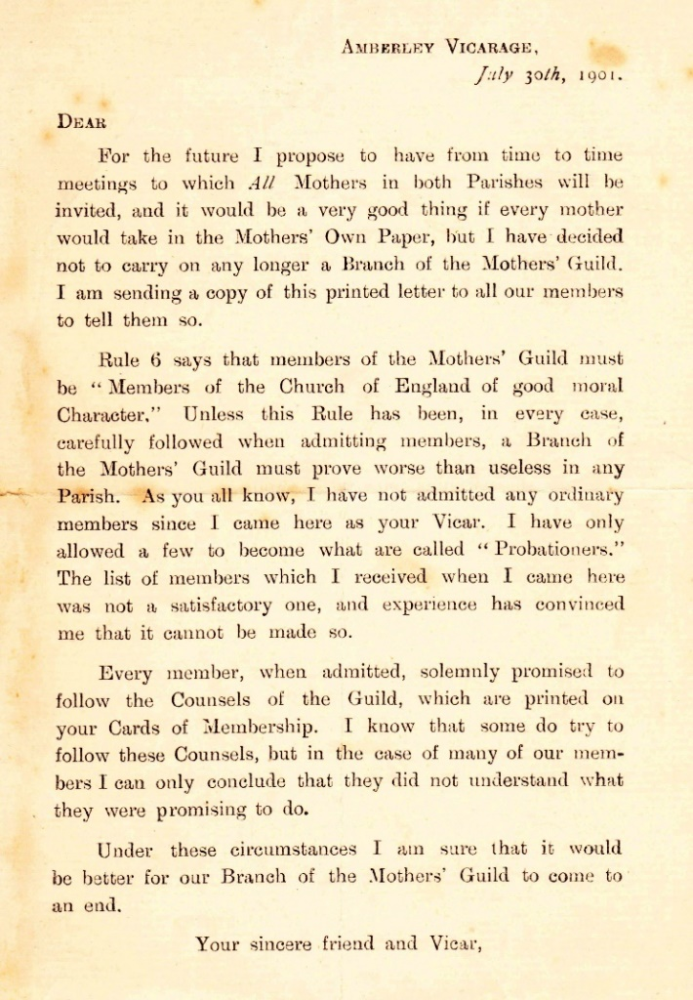 Amberley Vicarage,
July 30th, 1901.
Dear
For the future I propose to have from time to time
meetings to which All Mothers in both Parishes will be
invited, and it would be a very good thing if every mother
would take in the Mothers' Own Paper, but I have decided
not to carry on any longer a Branch of the Mothers' Guild.
I am sending a copy of this printed letter to all our members
to tell them so.
Rule 6 says that members of the Mothers' Guild must
be "Members of the Church of England of good moral
Character." Unless this Rule has been, in every case,
carefully followed when admitting members, a Branch of
the Mothers' Guild must prove worse than useless in any
Parish. As you all know, I have not admitted any ordinary
members since I came here as your Vicar. I have only
allowed a few to become what are called "Probationers."
The list of members which I received when I came here
was not a satisfactory one, and experience has convinced
me that it cannot be made so.
Every member, when admitted, solemnly promised to
follow the Counsels of the Guild, which are printed on
your Cards of Membership. I know that some do try to
follow these Counsels, but in the case of many of our mem-
bers I can only conclude that they did not understand what
they were promising to do.
Under these circumstances I am sure that it would
be better for our Branch of the Mothers' Guild to come to
an end.
Your sincere friend and Vicar,